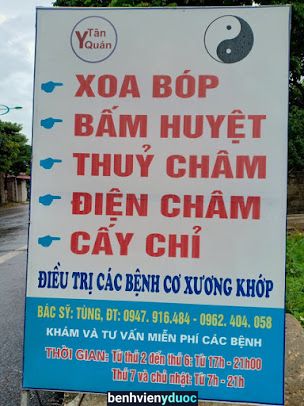 Y Tân Quán
XOA BÓP
BẤM HUYỆT
THUỶ CHÂM
ĐIỆN CHÂM
CẤY CHỈ
ĐIỀU TRỊ CÁC BỆNH CƠ XƯƠNG KHỚP
BÁC SỸ: TÙNG, ĐT: 0947. 916.484 - 0962. 404. 058
KHÁM VÀ TƯ VẤN MIỄN PHÍ CÁC BỆNH
THỜI GIAN: Từ thứ 2 đến thứ 6: Từ 17h - 21h00
Thứ 7 và chủ nhật: Từ 7h - 21h
benhvienyduoc